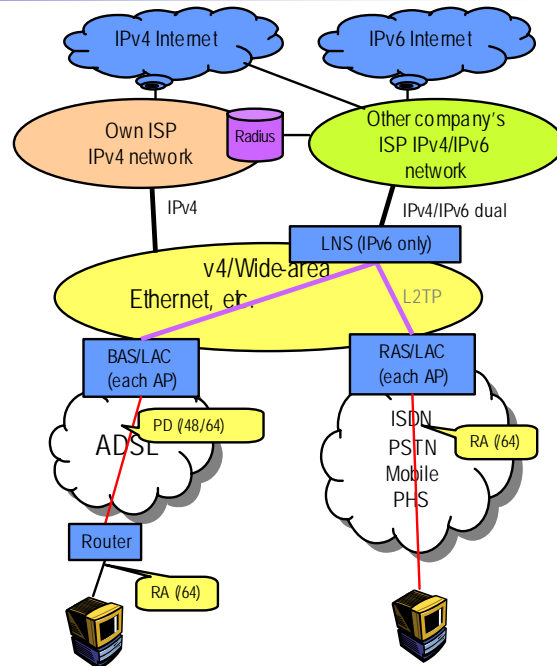 IPv4 Internet
IPv6 Internet
Own ISP
IPv4 network
Radius
Other company's
ISP IPv4/IPv6
network
IPv4
IPv4/IPv6 dual
LNS (IPv6 only)
v4/Wide-area
Ethernet, etc.
L2TP
BAS/LAC
(each AP)
RAS/LAC
(each AP)
PD (/48/64)
ADSL
ISDN
PSTN
Mobile
PHS
RA (/64)
Router
RA (/64)